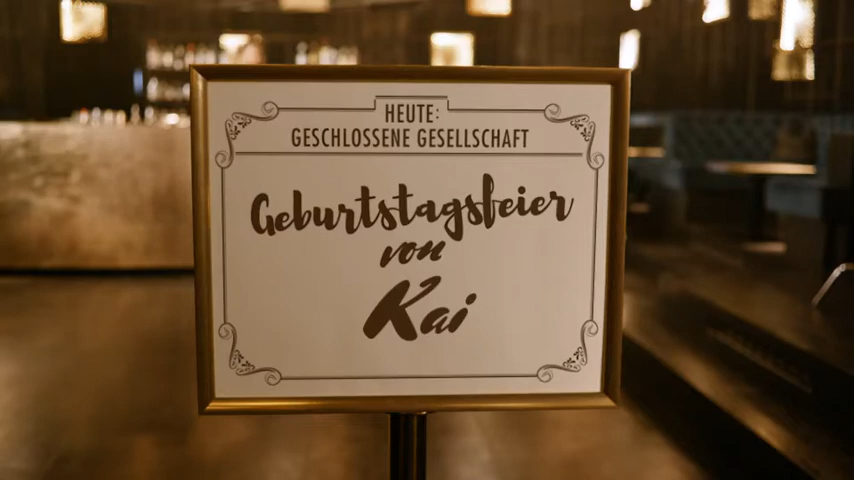 HEUTE:
GESCHLOSSENE GESELLSCHAFT
Geburtstagsfeier
von
Kai